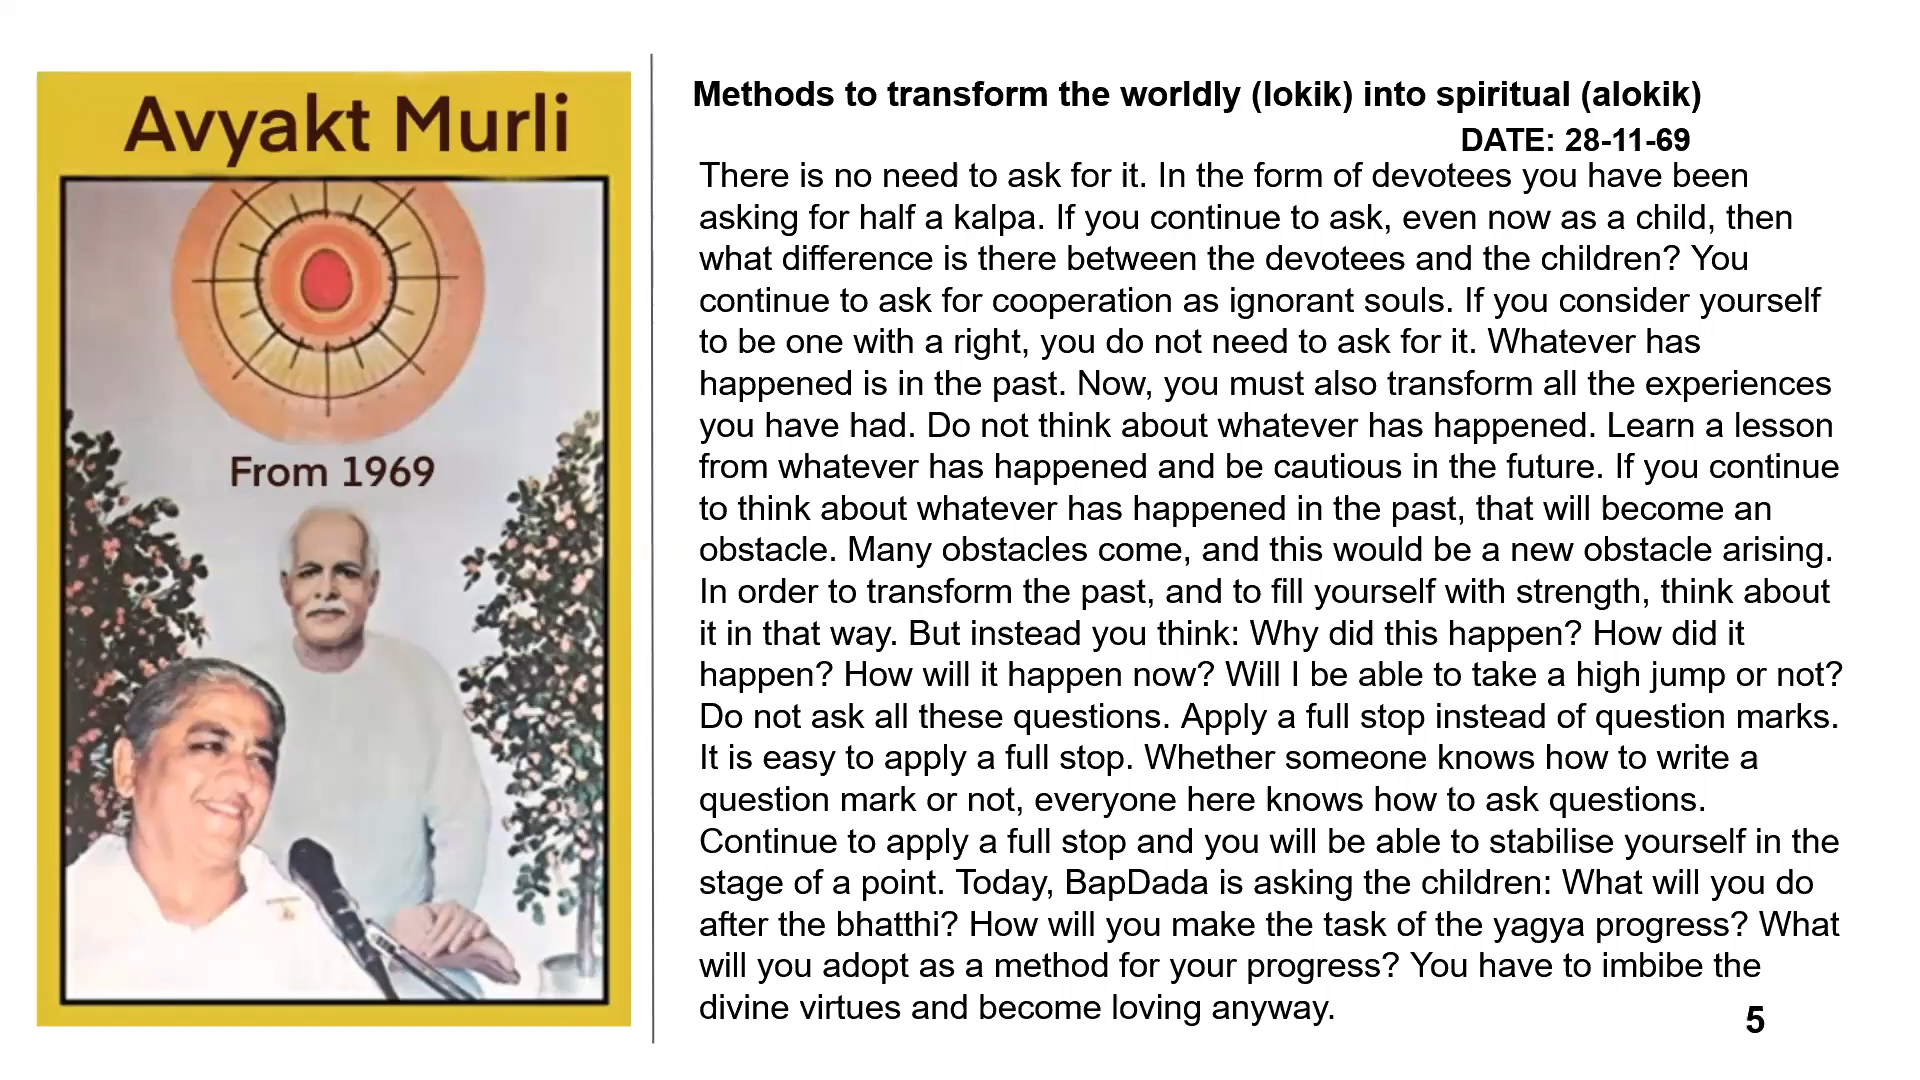 Avyakt Murli
From 1969
Methods to transform the worldly (lokik) into spiritual (alokik)
DATE: 28-11-69
There is no need to ask for it. In the form of devotees you have been
asking for half a kalpa. If you continue to ask, even now as a child, then
what difference is there between the devotees and the children? You
continue to ask for cooperation as ignorant souls. If you consider yourself
to be one with a right, you do not need to ask for it. Whatever has
happened is in the past. Now, you must also transform all the experiences
you have had. Do not think about whatever has happened. Learn a lesson
from whatever has happened and be cautious in the future. If you continue
to think about whatever has happened in the past, that will become an
obstacle. Many obstacles come, and this would be a new obstacle arising.
In order to transform the past, and to fill yourself with strength, think about
it in that way. But instead you think: Why did this happen? How did it
happen? How will it happen now? Will I be able to take a high jump or not?
Do not ask all these questions. Apply a full stop instead of question marks.
It is easy to apply a full stop. Whether someone knows how to write a
question mark or not, everyone here knows how to ask questions.
Continue to apply a full stop and you will be able to stabilise yourself in the
stage of a point. Today, BapDada is asking the children: What will you do
after the bhatthi? How will you make the task of the yagya progress? What
will you adopt as a method for your progress? You have to imbibe the
divine virtues and become loving anyway.
5